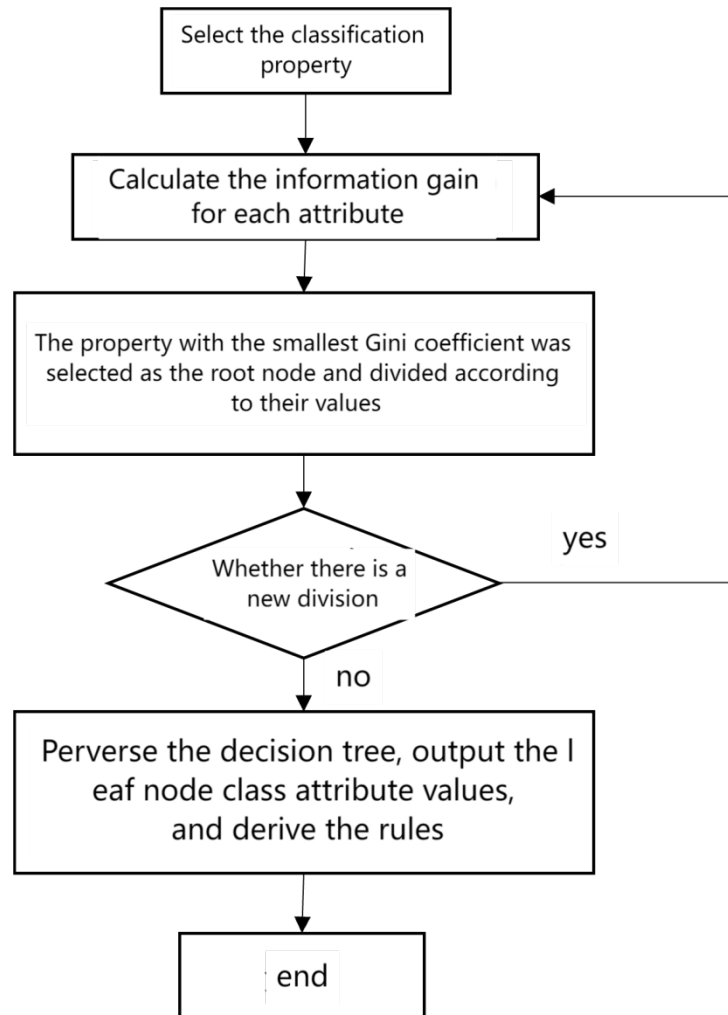 Select the classification
property
Calculate the information gain
for each attribute
The property with the smallest Gini coefficient was
selected as the root node and divided according
to their values
Whether there is a
new division
yes
no
Perverse the decision tree, output the l
eaf node class attribute values,
and derive the rules
end